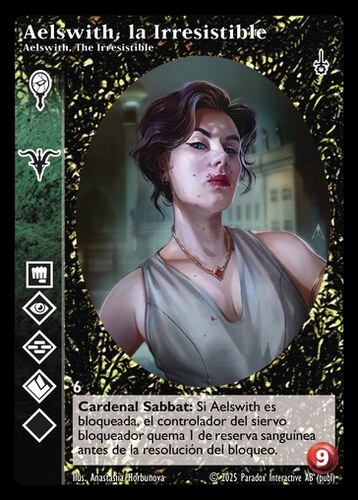 Aelswith, la Irresistible
Aelswith, The Irresistible
6
Cardenal Sabbat: Si Aelswith es
bloqueada, el controlador del siervo
bloqueador quema 1 de reserva sanguínea
antes de la resolución del bloqueo.
9
Ilus. Anastasiia Horbunova
© 2025 Paradox Interactive AB (publ)